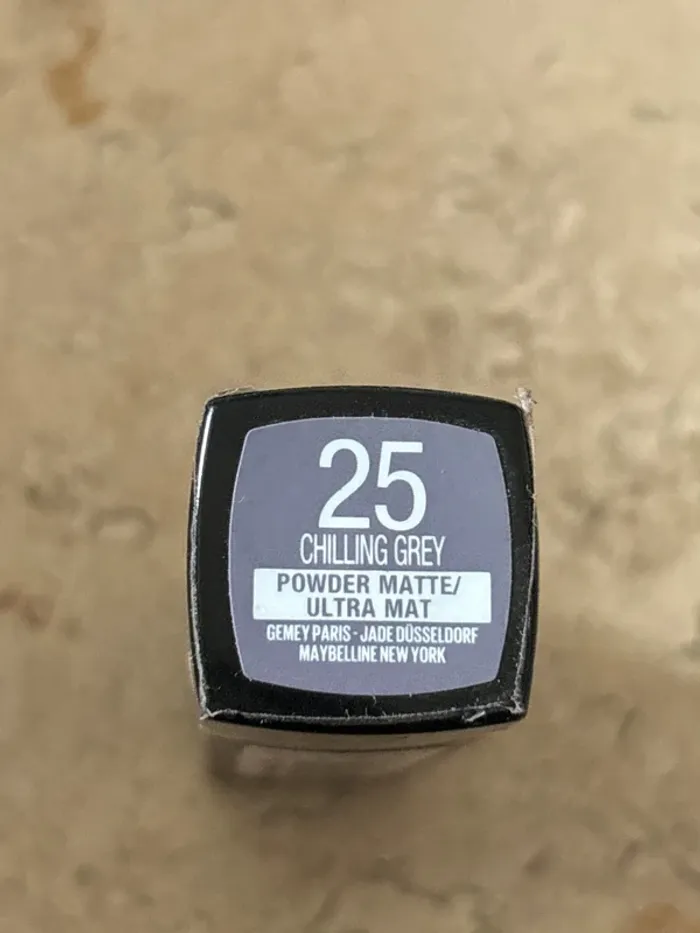 25
CHILLING GREY
POWDER MATTE/
ULTRA MAT
GEMEY PARIS - JADE DÜSSELDORF
MAYBELLINE NEW YORK